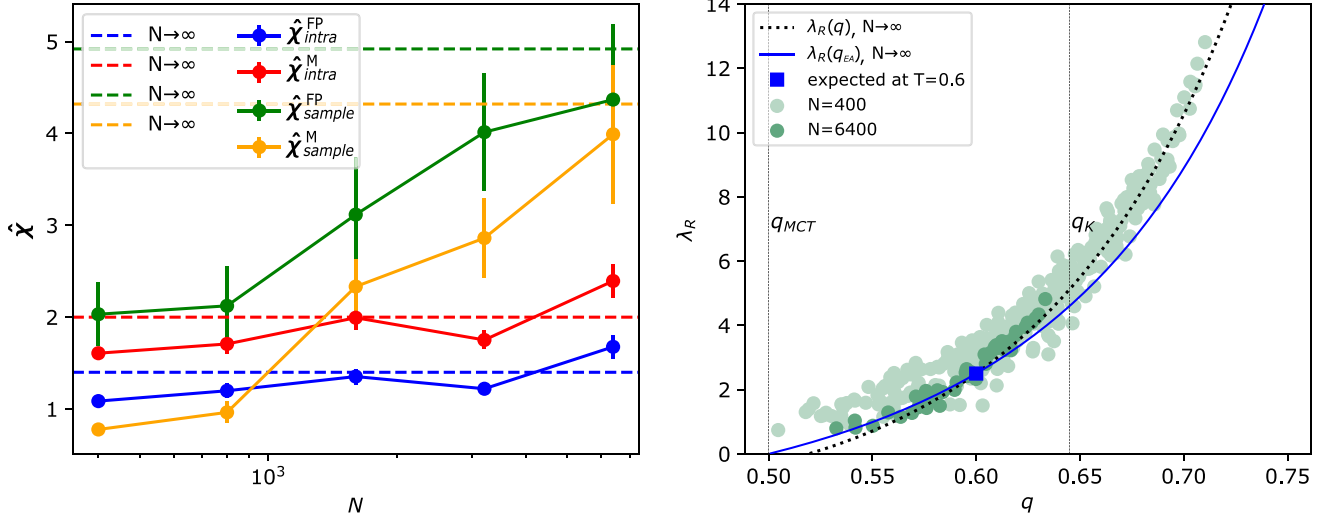 N→∞
N→∞
N→∞
N→∞
χ̂ᶠᴾ_intra
χ̂ᴹ_intra
χ̂ᶠᴾ_sample
χ̂ᴹ_sample
5
4
3
2
1
χ̂
10³
N
λ_R(q), N→∞
λ_R(q_EA), N→∞
expected at T=0.6
N=400
N=6400
q_MCT
q_K
14
12
10
8
6
4
2
0
λ_R
0.50 0.55 0.60 0.65 0.70 0.75
q